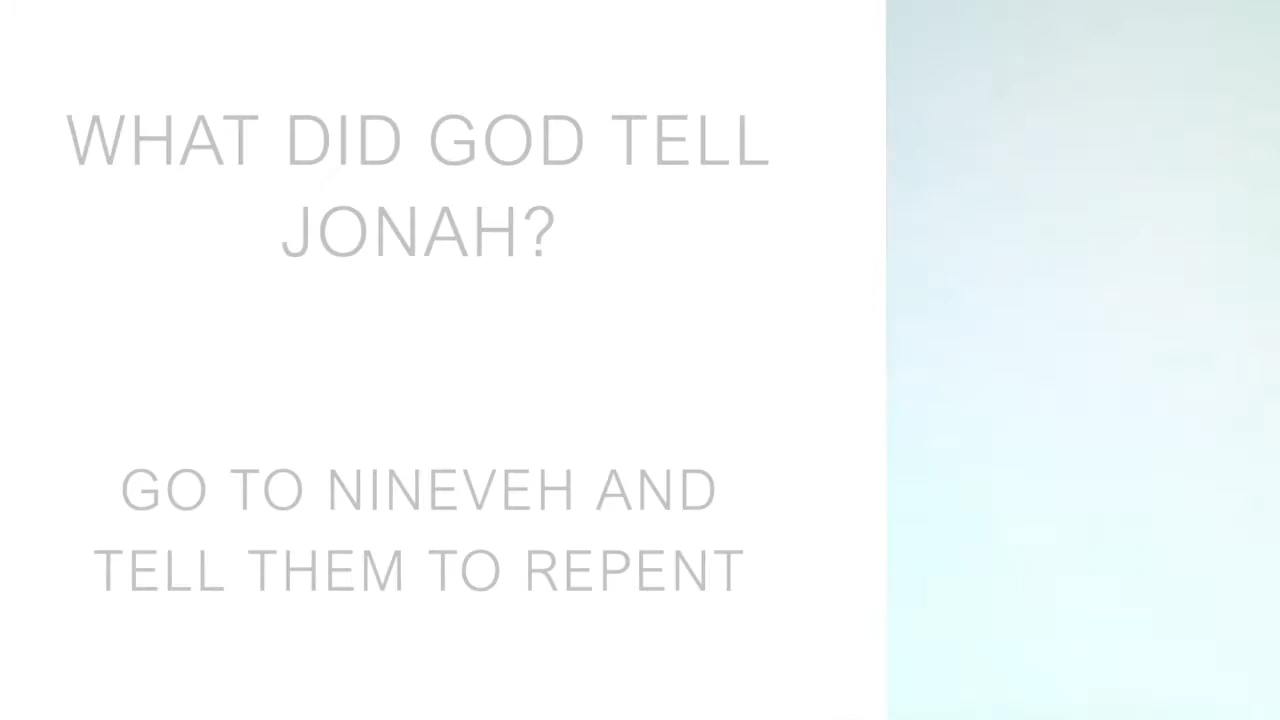 WHAT DID GOD TELL
JONAH?
GO TO NINEVEH AND
TELL THEM TO REPENT